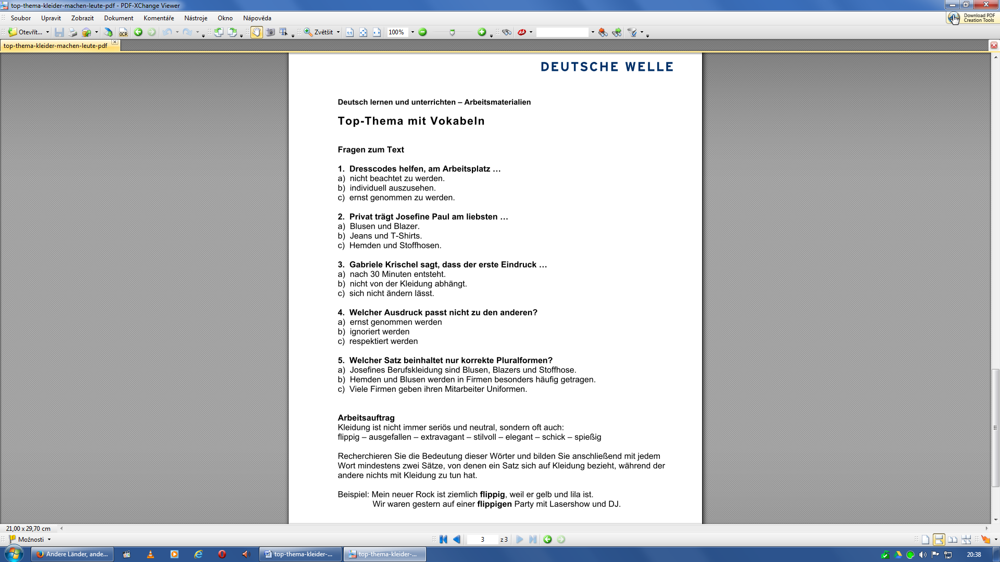 top-thema-kleider-machen-leute-pdf - PDF-XChange Viewer
Soubor Upravit Zobrazit Dokument Komentáře Nástroje Okno Nápověda
Download PDF
Creation Tools
Otevřít... OCR Zvětšit 1:1 100% Ask
top-thema-kleider-machen-leute-pdf
DEUTSCHE WELLE
Deutsch lernen und unterrichten – Arbeitsmaterialien
Top-Thema mit Vokabeln
Fragen zum Text
1. Dresscodes helfen, am Arbeitsplatz …
a) nicht beachtet zu werden.
b) individuell auszusehen.
c) ernst genommen zu werden.
2. Privat trägt Josefine Paul am liebsten …
a) Blusen und Blazer.
b) Jeans und T-Shirts.
c) Hemden und Stoffhosen.
3. Gabriele Krischel sagt, dass der erste Eindruck …
a) nach 30 Minuten entsteht.
b) nicht von der Kleidung abhängt.
c) sich nicht ändern lässt.
4. Welcher Ausdruck passt nicht zu den anderen?
a) ernst genommen werden
b) ignoriert werden
c) respektiert werden
5. Welcher Satz beinhaltet nur korrekte Pluralformen?
a) Josefines Berufskleidung sind Blusen, Blazers und Stoffhose.
b) Hemden und Blusen werden in Firmen besonders häufig getragen.
c) Viele Firmen geben ihren Mitarbeiter Uniformen.
Arbeitsauftrag
Kleidung ist nicht immer seriös und neutral, sondern oft auch:
flippig – ausgefallen – extravagant – stilvoll – elegant – schick – spießig
Recherchieren Sie die Bedeutung dieser Wörter und bilden Sie anschließend mit jedem
Wort mindestens zwei Sätze, von denen ein Satz sich auf Kleidung bezieht, während der
andere nichts mit Kleidung zu tun hat.
Beispiel: Mein neuer Rock ist ziemlich flippig, weil er gelb und lila ist.
Wir waren gestern auf einer flippigen Party mit Lasershow und DJ.
21,00 x 29,70 cm
Možnosti 3 z 3
Andere Länder, ande... top-thema-kleider-... top-thema-kleider-... 20:38